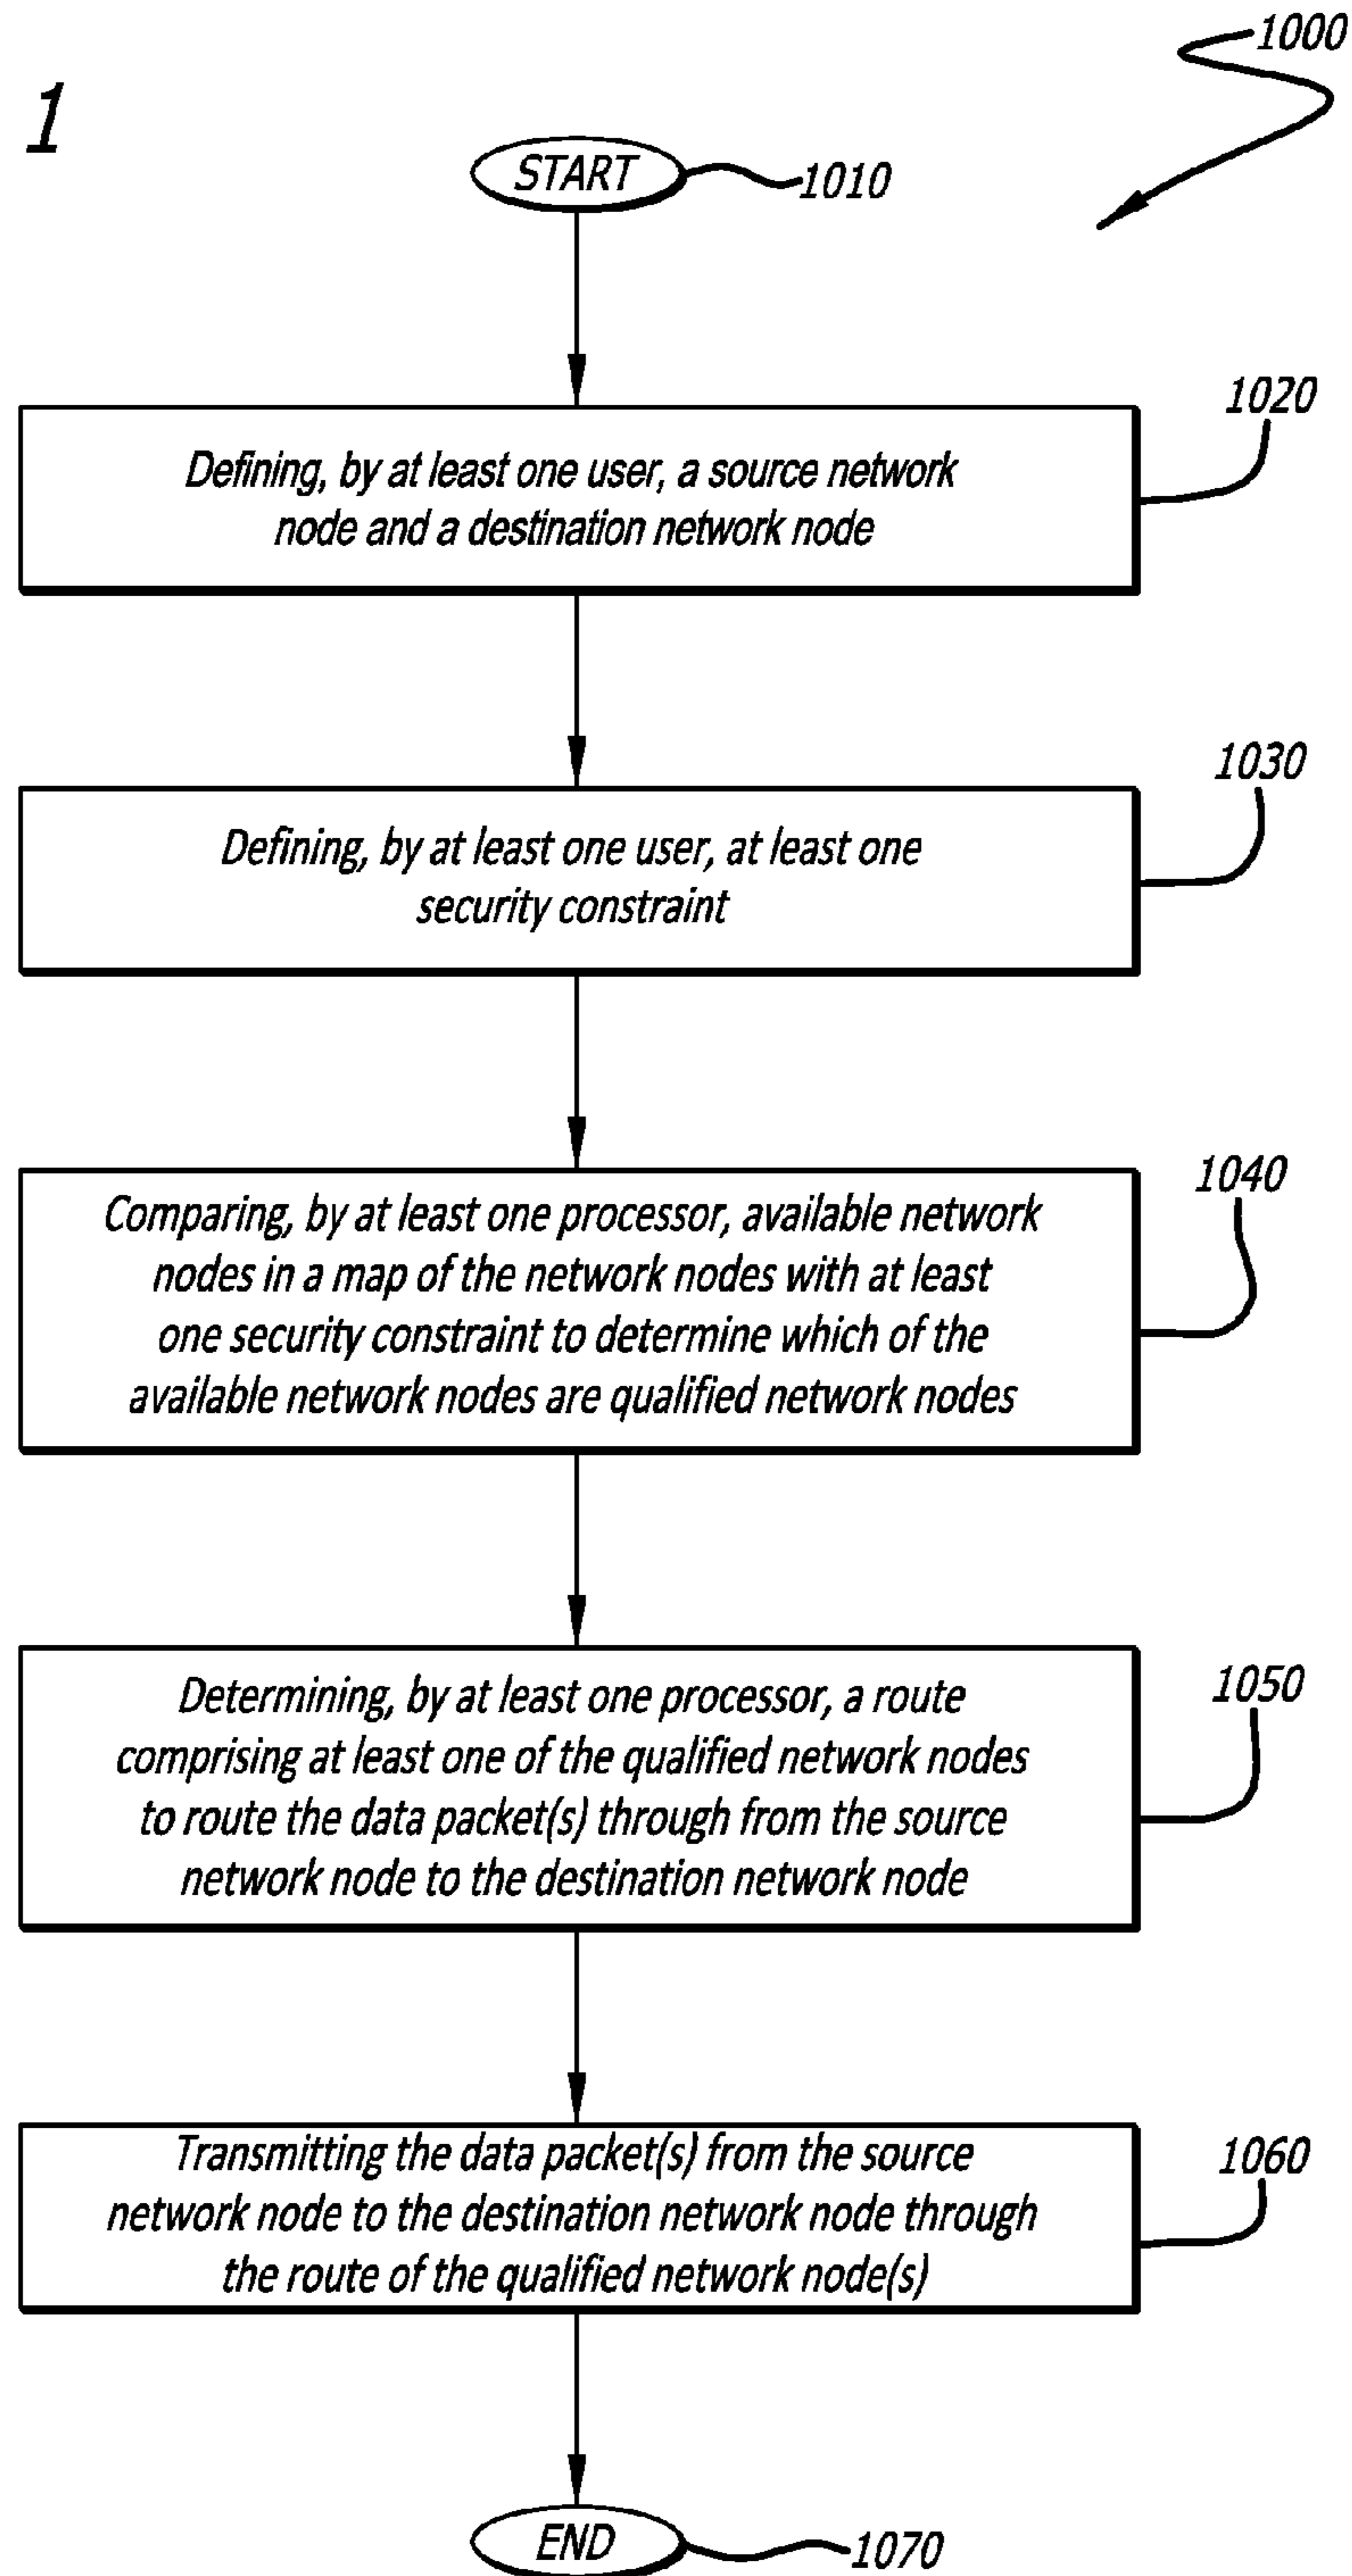 1000
1
START
1010
1020
Defining, by at least one user, a source network
node and a destination network node
1030
Defining, by at least one user, at least one
security constraint
1040
Comparing, by at least one processor, available network
nodes in a map of the network nodes with at least
one security constraint to determine which of the
available network nodes are qualified network nodes
1050
Determining, by at least one processor, a route
comprising at least one of the qualified network nodes
to route the data packet(s) through from the source
network node to the destination network node
1060
Transmitting the data packet(s) from the source
network node to the destination network node through
the route of the qualified network node(s)
END
1070